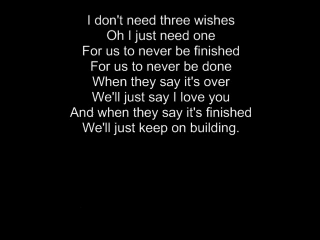 I don't need three wishes
Oh I just need one
For us to never be finished
For us to never be done
When they say it's over
We'll just say I love you
And when they say it's finished
We'll just keep on building.